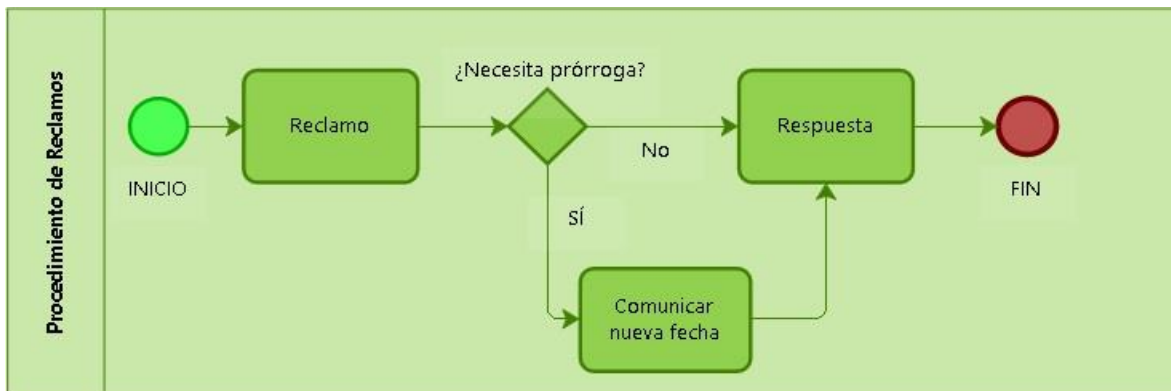 Procedimiento de Reclamos
¿Necesita prórroga?
Reclamo
Respuesta
No
INICIO
FIN
SÍ
Comunicar
nueva fecha